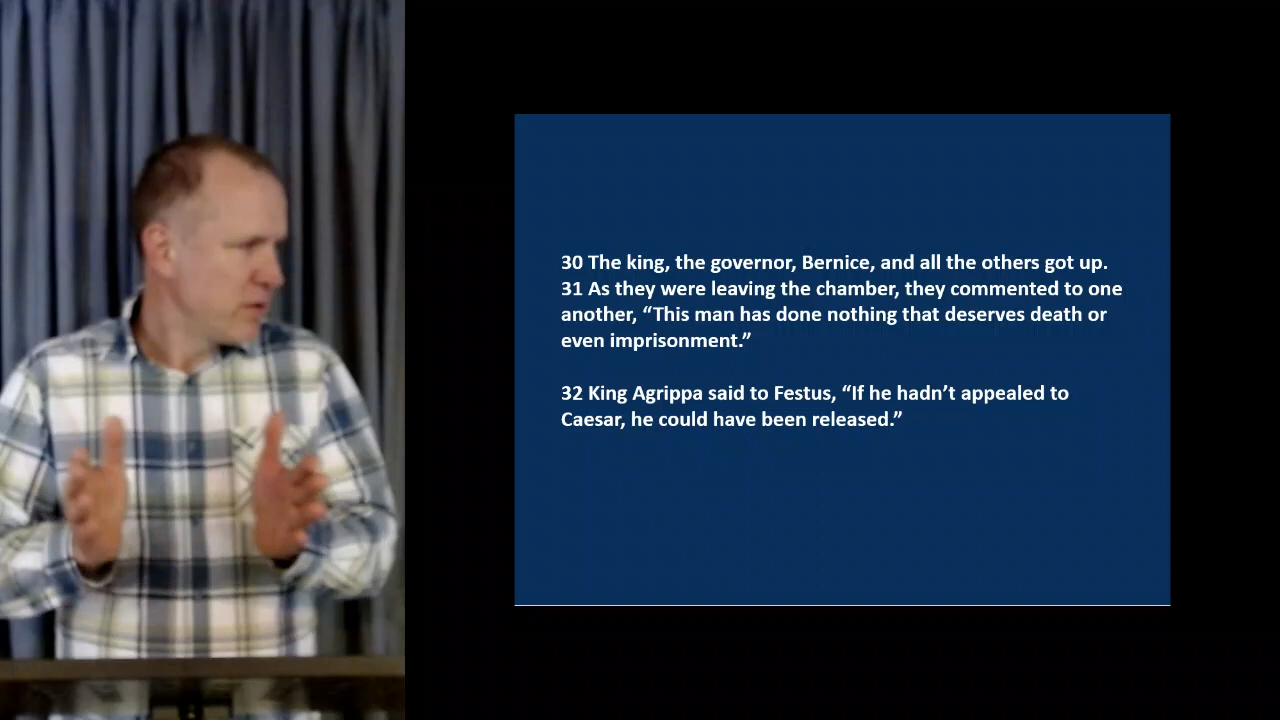 30 The king, the governor, Bernice, and all the others got up.
31 As they were leaving the chamber, they commented to one
another, “This man has done nothing that deserves death or
even imprisonment.”
32 King Agrippa said to Festus, “If he hadn’t appealed to
Caesar, he could have been released.”